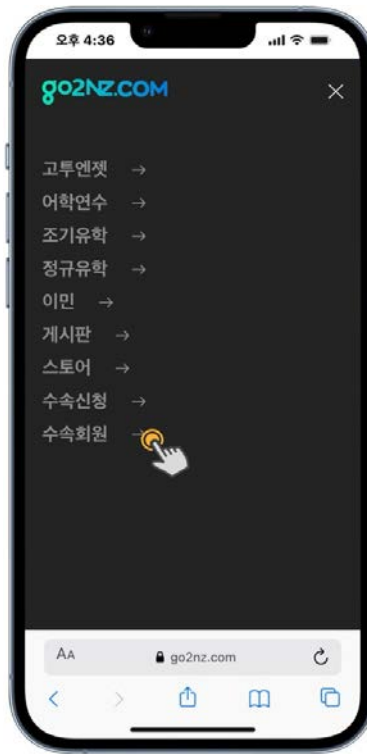 오후 4:36
go2NZ.COM
고투엔젯
어학연수
조기유학
정규유학
이민
게시판
스토어
수속신청
수속회원
AA
go2nz.com